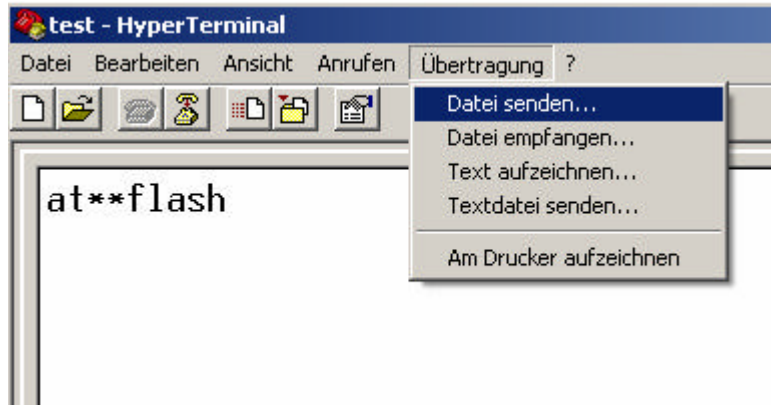 test - HyperTerminal
Datei Bearbeiten Ansicht Anrufen Übertragung ?
Datei senden...
Datei empfangen...
Text aufzeichnen...
Textdatei senden...
Am Drucker aufzeichnen
at**flash